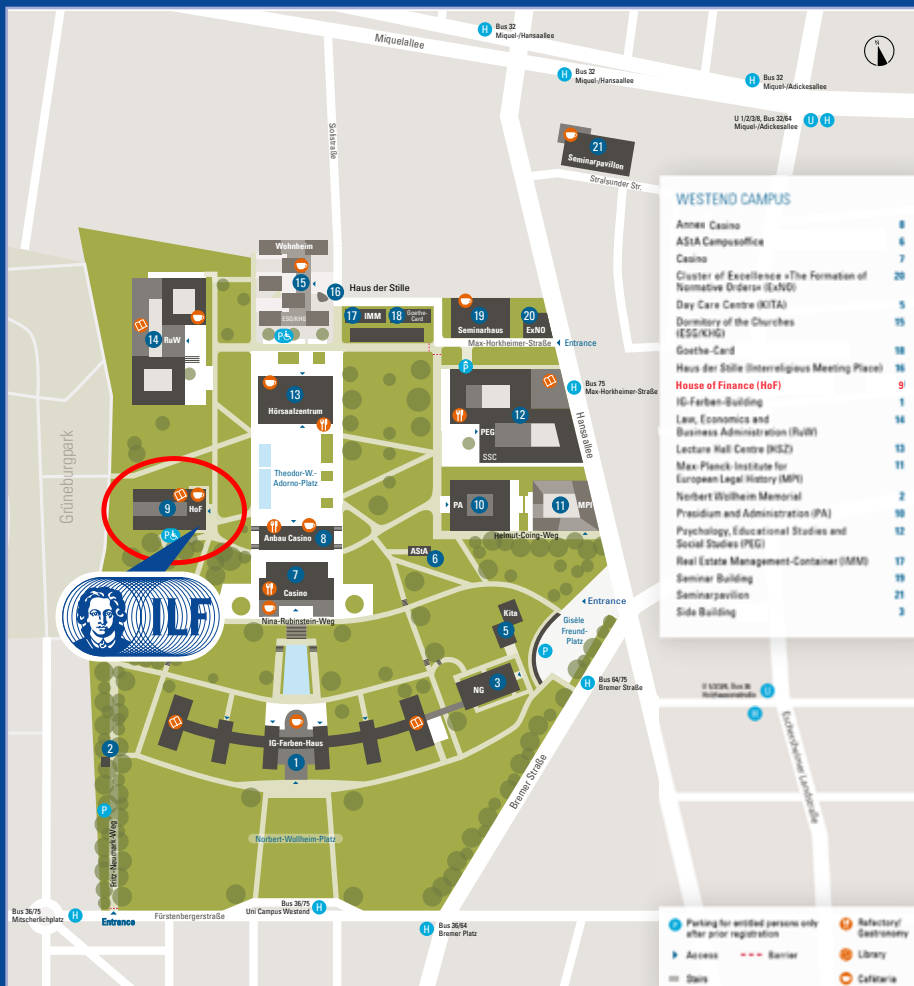 Bus 32
Miquel-/Hansaallee
Miquelallee
Bus 32
Miquel-/Hansaallee
Bus 32
Miquel-/Adickesallee
U 1/2/3/8, Bus 32/64
Miquel-/Adickesallee
N
H
H
H
U H
Sofistraße
21
Seminarpavillon
Stralsunder Str.
WESTEND CAMPUS
Annex Casino 8
AStA Campusoffice 6
Casino 7
Cluster of Excellence »The Formation of
Normative Orders« (ExNO) 20
Day Care Centre (KITA) 5
Dormitory of the Churches
(ESG/KHG) 15
Goethe-Card 18
Haus der Stille (Interreligious Meeting Place) 16
House of Finance (HoF) 9
IG-Farben-Building 1
Law, Economics and
Business Administration (RuW) 14
Lecture Hall Centre (HSZ) 13
Max-Planck-Institute for
European Legal History (MPI) 11
Norbert Wollheim Memorial 2
Presidium and Administration (PA) 10
Psychology, Educational Studies and
Social Studies (PEG) 12
Real Estate Management-Container (IMM) 17
Seminar Building 19
Seminarpavilion 21
Side Building 3
Wohnheim
15
ESG/KHG
16 Haus der Stille
17 IMM 18 Goethe-
Card
19
Seminarhaus
20
ExNO
Max-Horkheimer-Straße
Entrance
14 RuW
P
P
13
Hörsaalzentrum
H
Bus 75
Max-Horkheimer-Straße
12
PEG
SSC
Hansaallee
Grüneburgpark
Theodor-W.-
Adorno-Platz
9 HoF
P
PA 10
11 MPI
Helmut-Coing-Weg
Anbau Casino 8
AStA
6
7
Casino
Nina-Rubinstein-Weg
ILF
Kita
5
Entrance
Gisèle
Freund-
Platz
P
3
NG
H
Bus 64/75
Bremer Straße
U
H
IG-Farben-Haus
1
2
Bremer Straße
Eschersheimer Landstraße
P
Fritz-Neumark-Weg
Norbert-Wollheim-Platz
Bus 36/75
Mitscherlichplatz
H
Entrance
Fürstenbergerstraße
Bus 36/75
Uni Campus Westend
H
H
Bus 36/64
Bremer Platz
P Parking for entitled persons only
after prior registration
Refectory/
Gastronomy
Access
Barrier
Library
Stairs
Cafeteria